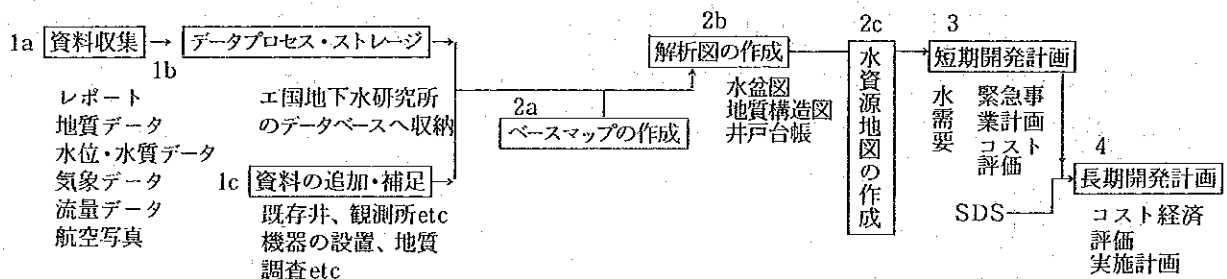 1a 資料収集
1b データプロセス・ストレージ
レポート
地質データ
水位・水質データ
気象データ
流量データ
航空写真
エ国地下水研究所
のデータベースへ収納
1c 資料の追加・補足
既存井、観測所etc
機器の設置、地質
調査etc
2a
ベースマップの作成
2b
解析図の作成
水盆図
地質構造図
井戸台帳
2c
水資源地図の作成
3
短期開発計画
水需要
緊急事
業計画
コスト
評価
4
長期開発計画
SDS
コスト経済
評価
実施計画